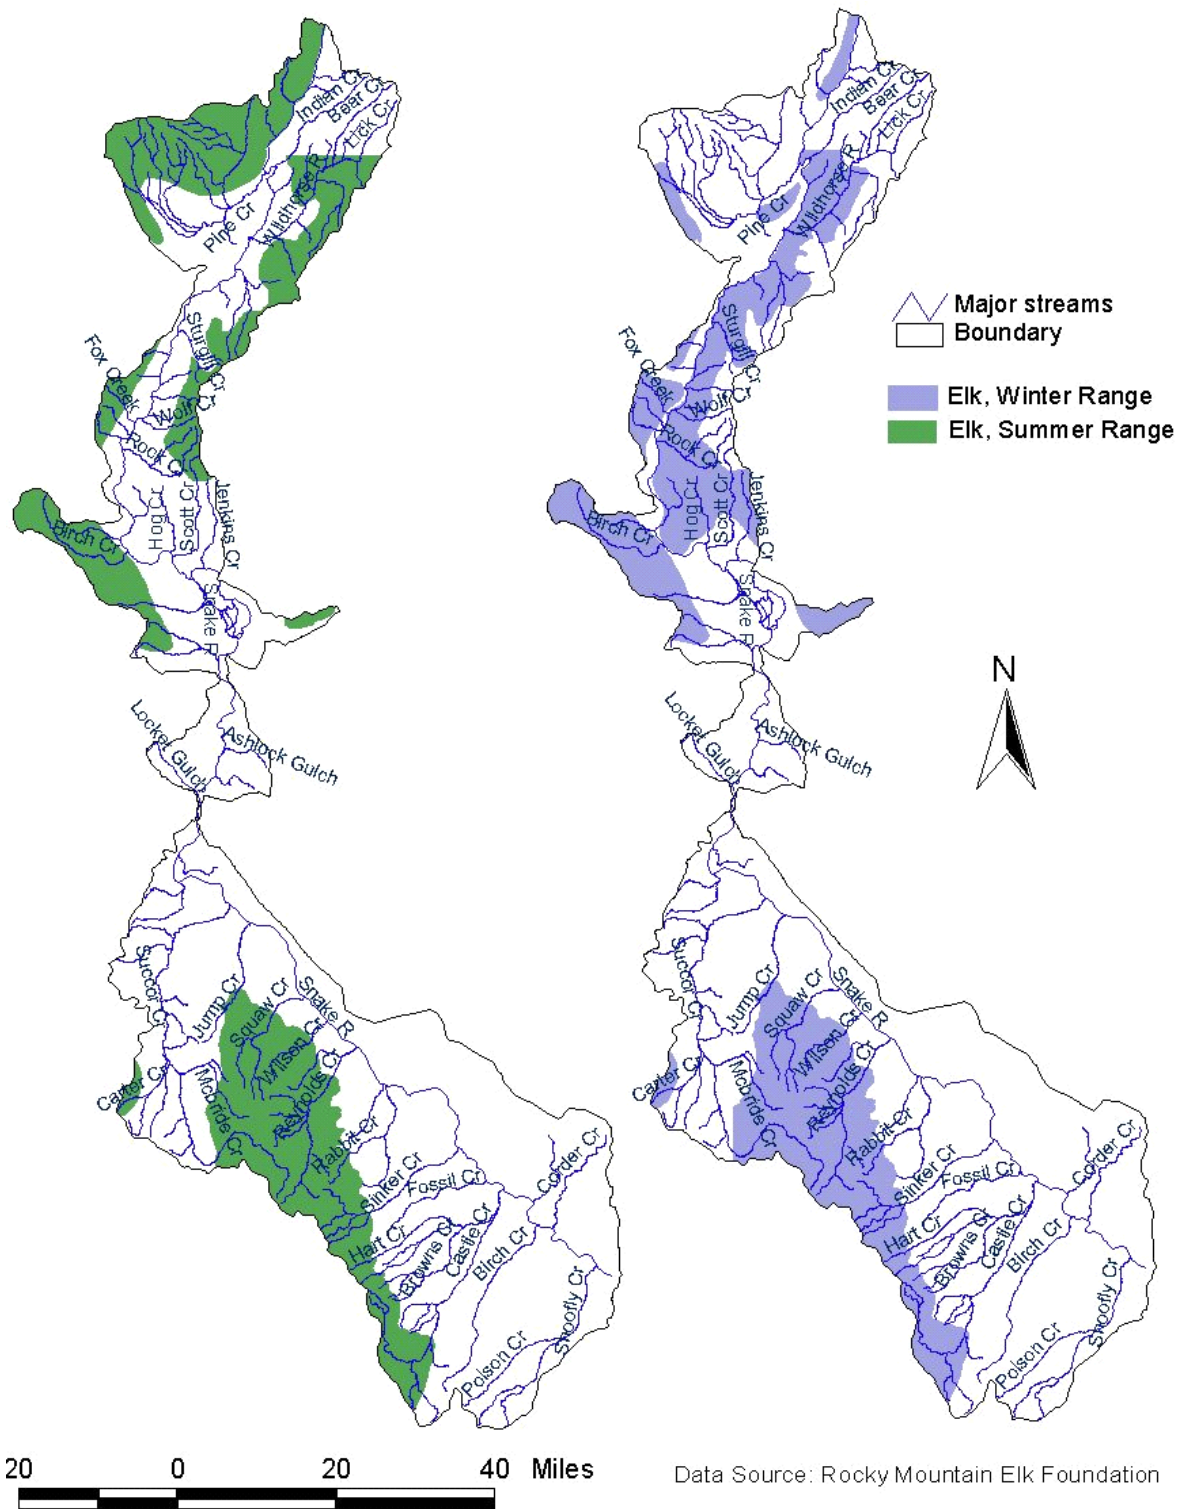 Indian Cr
Bear Cr
Lick Cr
Wildhorse R
Pine Cr
Sturgill Cr
Fox Creek
Wolf Cr
Rock Cr
Hog Cr
Scott Cr
Jenkins Cr
Birch Cr
Snake R
Locket Gulch
Ashlock Gulch
Succor Cr
Jump Cr
Squaw Cr
Snake R
Wilson Cr
Carter Cr
Mcbride Cr
Reynolds Cr
Rabbit Cr
Sinker Cr
Fossil Cr
Corder Cr
Hart Cr
Browns Cr
Castle Cr
Birch Cr
Shoofly Cr
Poison Cr
Indian Cr
Bear Cr
Lick Cr
Wildhorse R
Pine Cr
Sturgill Cr
Fox Creek
Wolf Cr
Rock Cr
Hog Cr
Scott Cr
Jenkins Cr
Birch Cr
Snake R
Locket Gulch
Ashlock Gulch
Succor Cr
Jump Cr
Squaw Cr
Snake R
Wilson Cr
Carter Cr
Mcbride Cr
Reynolds Cr
Rabbit Cr
Sinker Cr
Fossil Cr
Corder Cr
Hart Cr
Browns Cr
Castle Cr
Birch Cr
Shoofly Cr
Poison Cr
Major streams
Boundary
Elk, Winter Range
Elk, Summer Range
N
20 0 20 40 Miles
Data Source: Rocky Mountain Elk Foundation